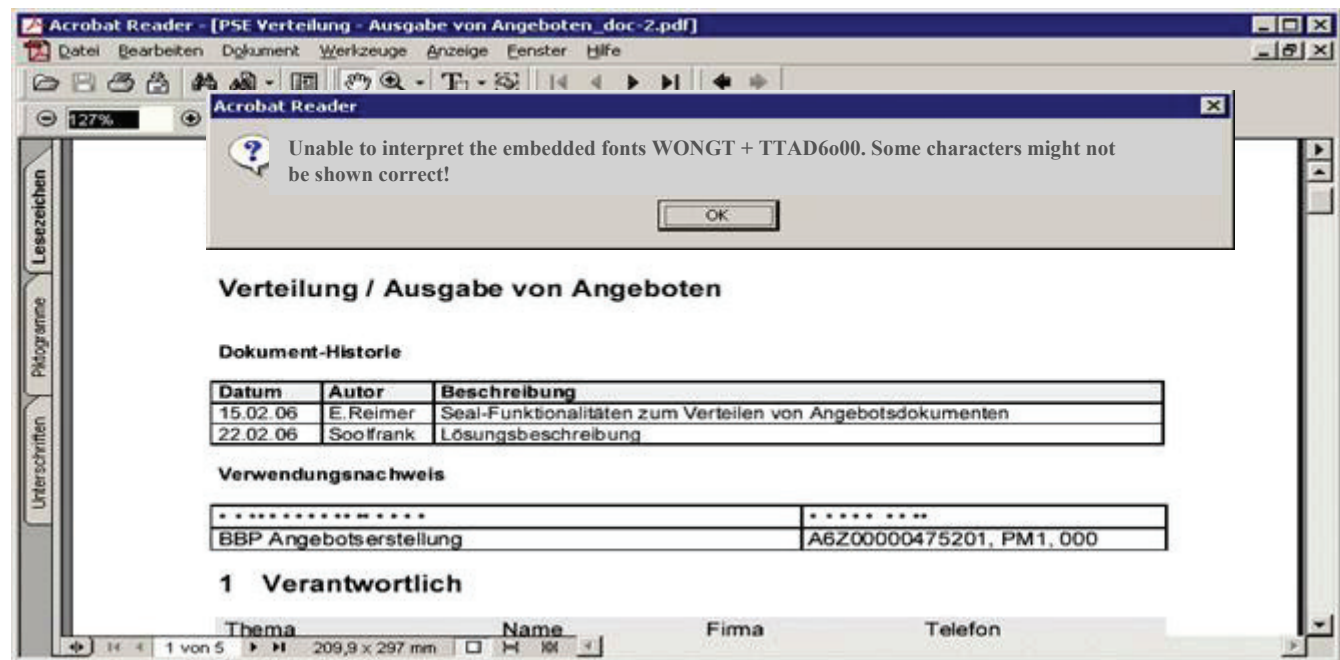 Acrobat Reader - [PSE Verteilung - Ausgabe von Angeboten_doc-2.pdf]
Datei Bearbeiten Dokument Werkzeuge Anzeige Fenster Hilfe
127%
Acrobat Reader
Unable to interpret the embedded fonts WONGT + TTAD6o00. Some characters might not
be shown correct!
OK
Lesezeichen
Piktogramme
Unterschriften
Verteilung / Ausgabe von Angeboten
Dokument-Historie
Datum Autor Beschreibung
15.02.06 E.Reimer Seal-Funktionalitäten zum Verteilen von Angebotsdokumenten
22.02.06 Soolfrank Lösungsbeschreibung
Verwendungsnachweis
BBP Angebotserstellung A6Z00000475201, PM1, 000
1 Verantwortlich
Thema Name Firma Telefon
1 von 5 209,9 x 297 mm